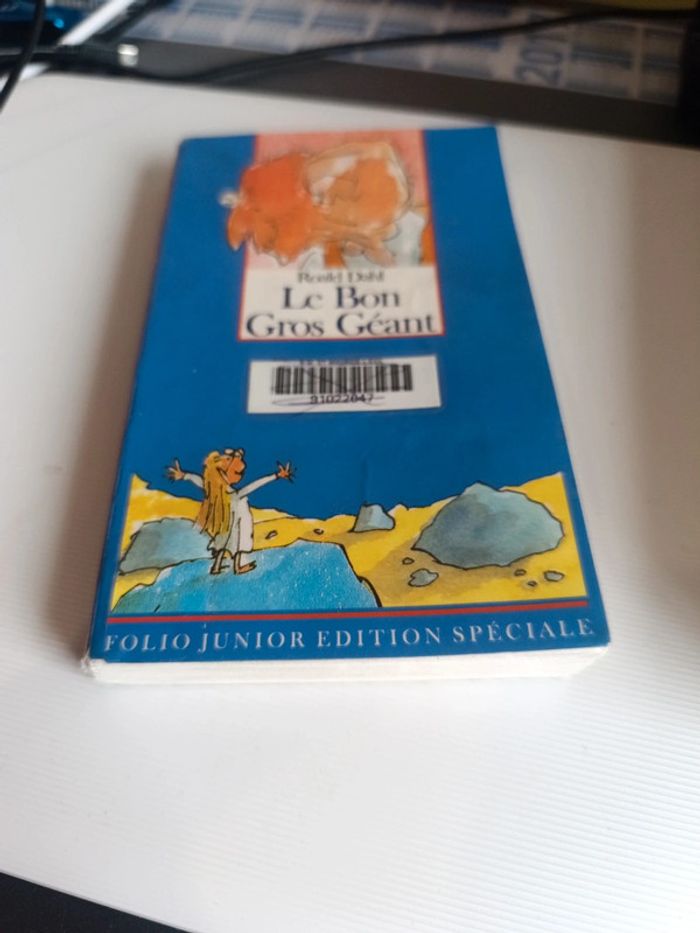 Roald Dahl
Le Bon
Gros Géant
91022847
FOLIO JUNIOR EDITION SPÉCIALE